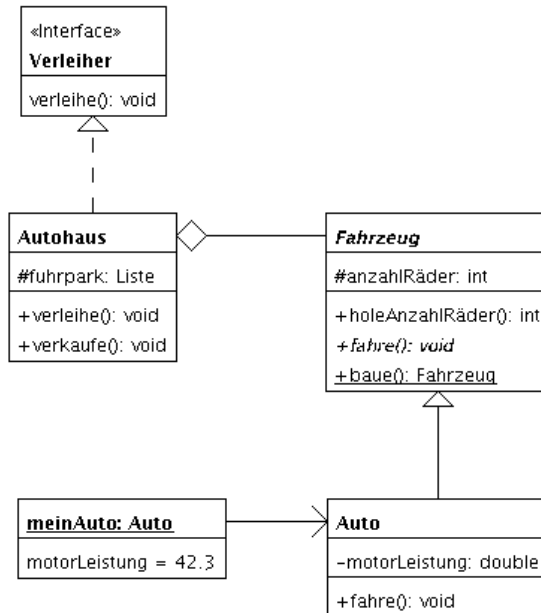 «Interface»
Verleiher
verleihe(): void
Autohaus
#fuhrpark: Liste
+verleihe(): void
+verkaufe(): void
Fahrzeug
#anzahlRäder: int
+holeAnzahlRäder(): int
+fahre(): void
+baue(): Fahrzeug
meinAuto: Auto
motorLeistung = 42.3
Auto
-motorLeistung: double
+fahre(): void